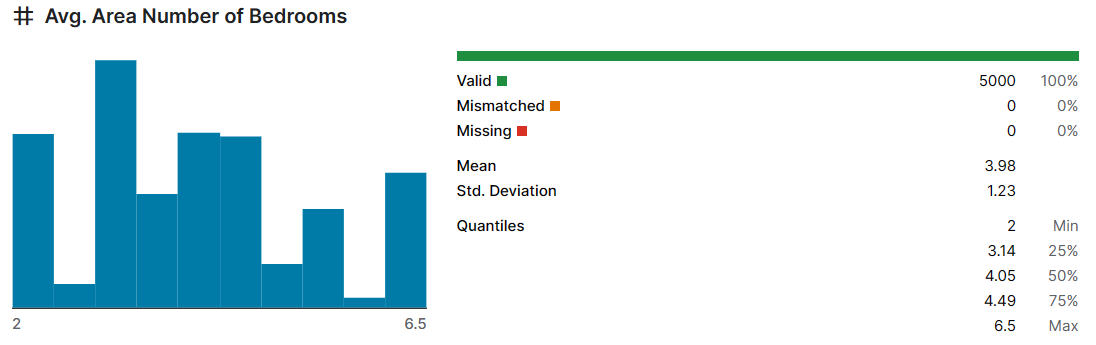 # Avg. Area Number of Bedrooms
2 6.5
Valid 5000 100%
Mismatched 0 0%
Missing 0 0%
Mean 3.98
Std. Deviation 1.23
Quantiles 2 Min
3.14 25%
4.05 50%
4.49 75%
6.5 Max